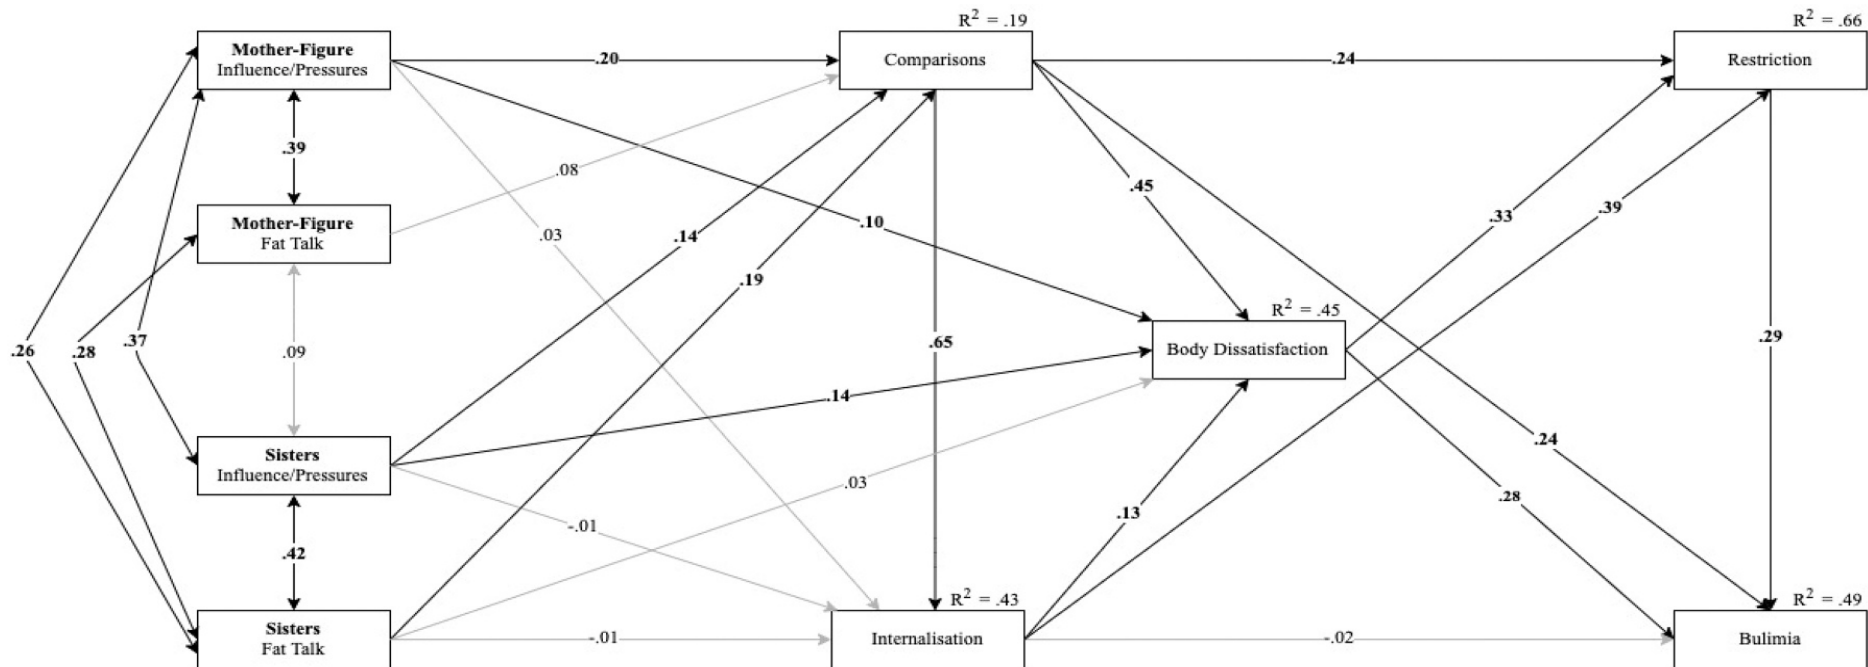 R2 = .19
R2 = .66
Mother-Figure
Influence/Pressures
.20
Comparisons
.24
Restriction
.39
.08
.45
Mother-Figure
Fat Talk
.03
.14
.10
.33
.39
.19
R2 = .45
.26
.28
.37
.09
.65
Body Dissatisfaction
.29
.14
.24
Sisters
Influence/Pressures
.03
.28
-.01
.13
.42
R2 = .43
R2 = .49
Sisters
Fat Talk
-.01
Internalisation
-.02
Bulimia